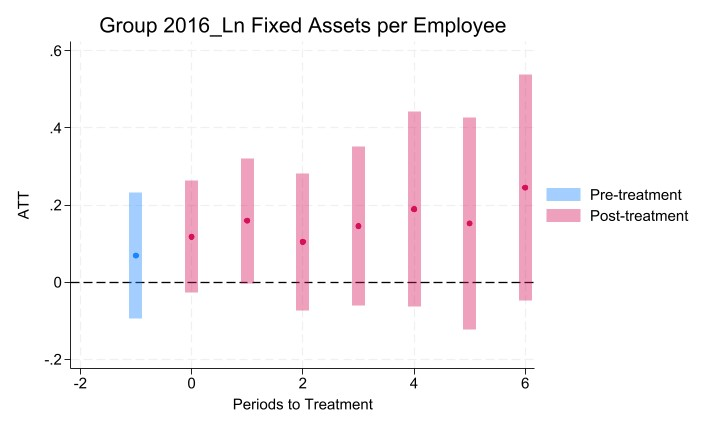 Group 2016_Ln Fixed Assets per Employee
.6
.4
.2
0
-.2
ATT
-2
0
2
4
6
Periods to Treatment
Pre-treatment
Post-treatment